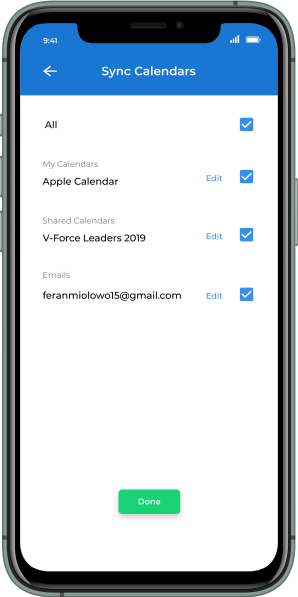 9:41
Sync Calendars
All
My Calendars
Apple Calendar
Edit
Shared Calendars
V-Force Leaders 2019
Edit
Emails
feranmiolowo15@gmail.com
Edit
Done